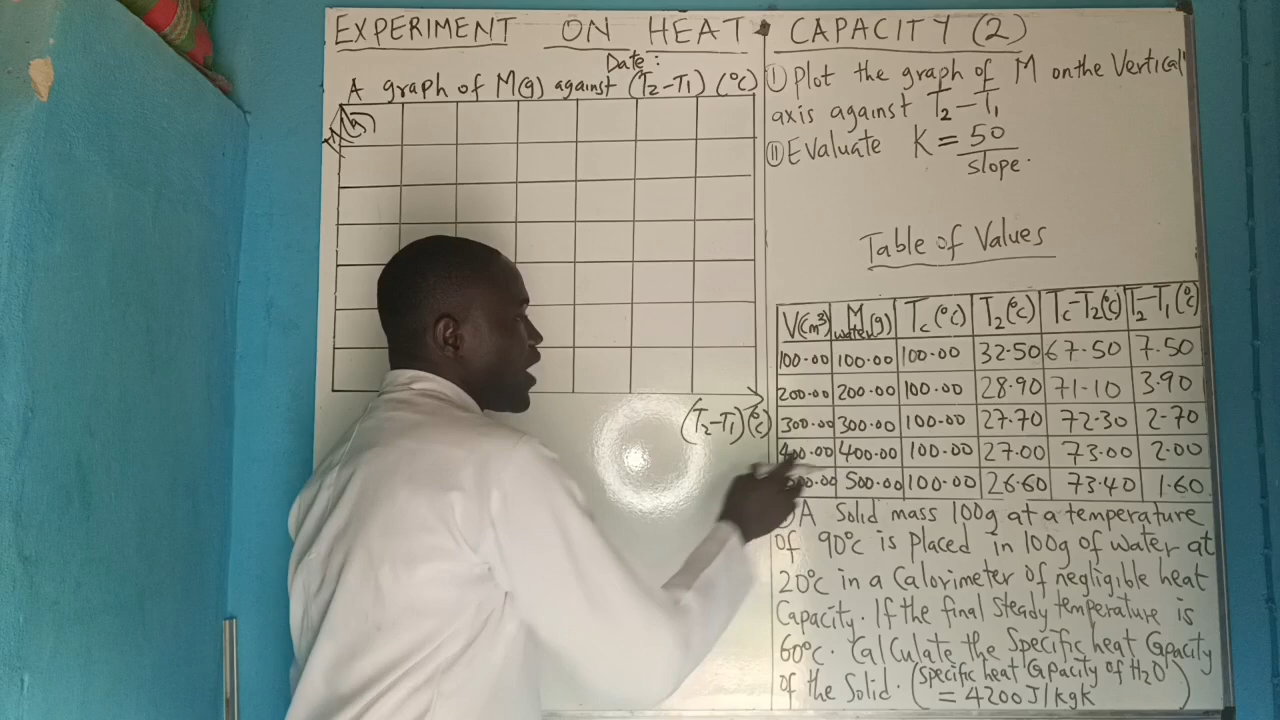 EXPERIMENT ON HEAT CAPACITY (2)
Date:
A graph of M(g) against (T2-T1) (°C)
(g)
(T2-T1) (°C)
(I) Plot the graph of M on the Vertical
axis against T2-T1
(II) Evaluate K = 50
slope.
Table of Values
V(cm³) M water(g) Tc (°C) T2 (°C) Tc-T2(°C) T2-T1 (°C)
100.00 100.00 100.00 32.50 67.50 7.50
200.00 200.00 100.00 28.90 71.10 3.90
300.00 300.00 100.00 27.70 72.30 2.70
400.00 400.00 100.00 27.00 73.00 2.00
500.00 100.00 26.60 73.40 1.60
A Solid mass 100g at a temperature
of 90°c is placed in 100g of water at
20°c in a Calorimeter of negligible heat
Capacity. If the final steady temperature is
60°c. Calculate the Specific heat Capacity
of the Solid. (Specific heat Capacity of H2O
= 4200J/kgk)